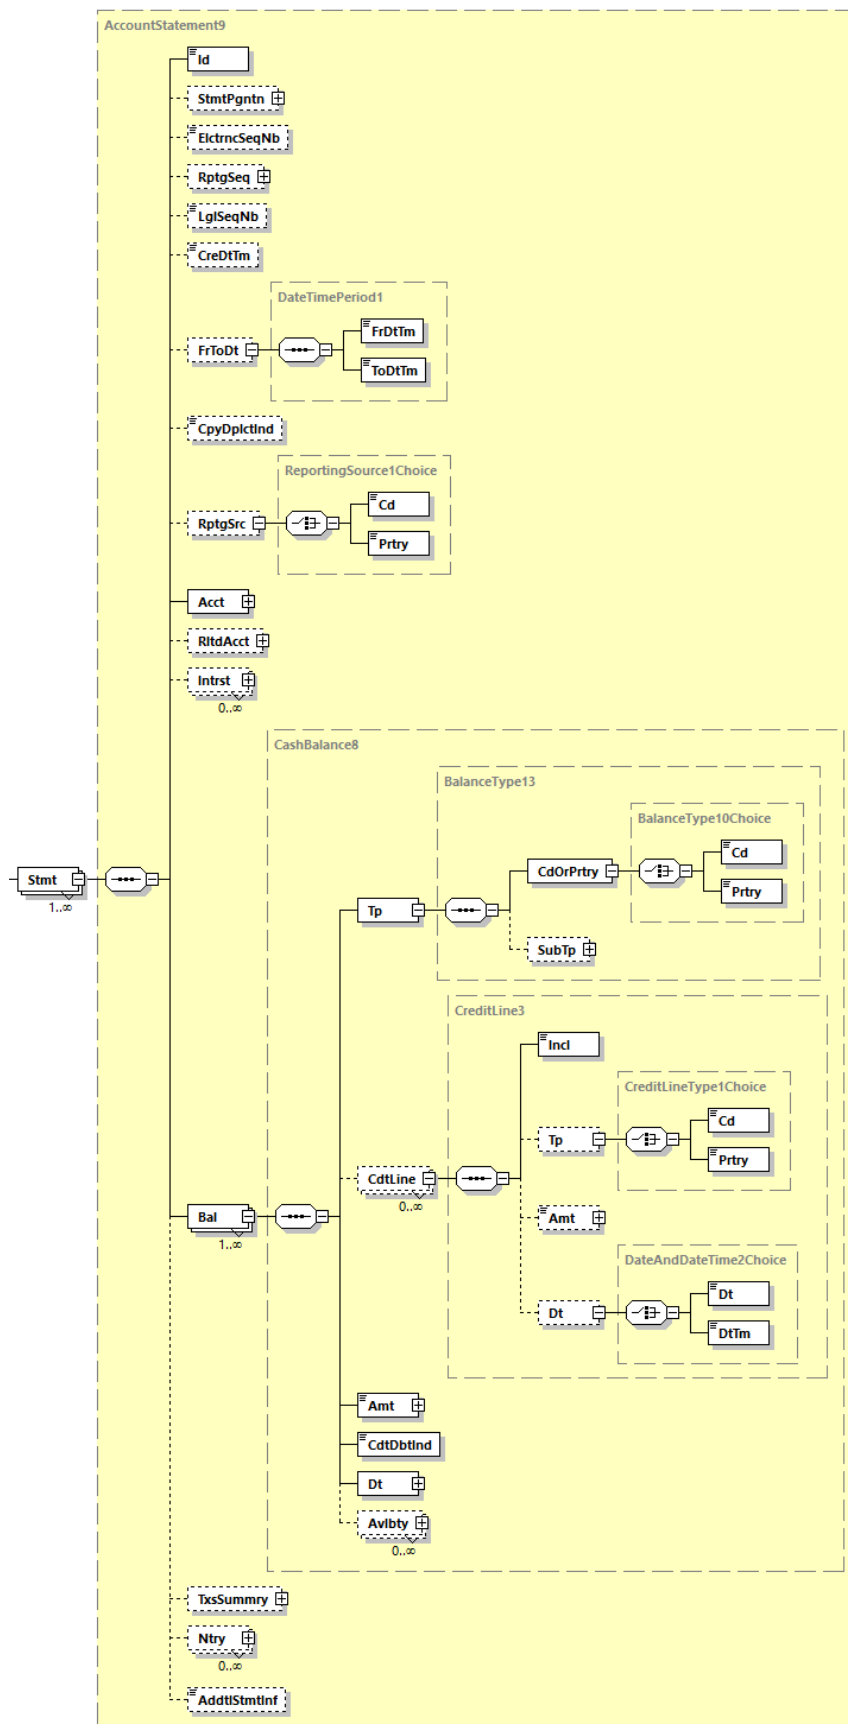 AccountStatement9
Id
StmtPgntn
ElctrncSeqNb
RptgSeq
LglSeqNb
CreDtTm
DateTimePeriod1
FrToDt
FrDtTm
ToDtTm
CpyDplctInd
ReportingSource1Choice
RptgSrc
Cd
Prtry
Acct
RltdAcct
Intrst
0..∞
CashBalance8
BalanceType13
BalanceType10Choice
Stmt
1..∞
Tp
CdOrPrtry
Cd
Prtry
SubTp
CreditLine3
Incl
CreditLineType1Choice
Tp
Cd
Prtry
CdtLine
0..∞
Bal
1..∞
Amt
DateAndDateTime2Choice
Dt
Dt
DtTm
Amt
CdtDbtInd
Dt
Avlbty
0..∞
TxsSummry
Ntry
0..∞
AddtlStmtInf